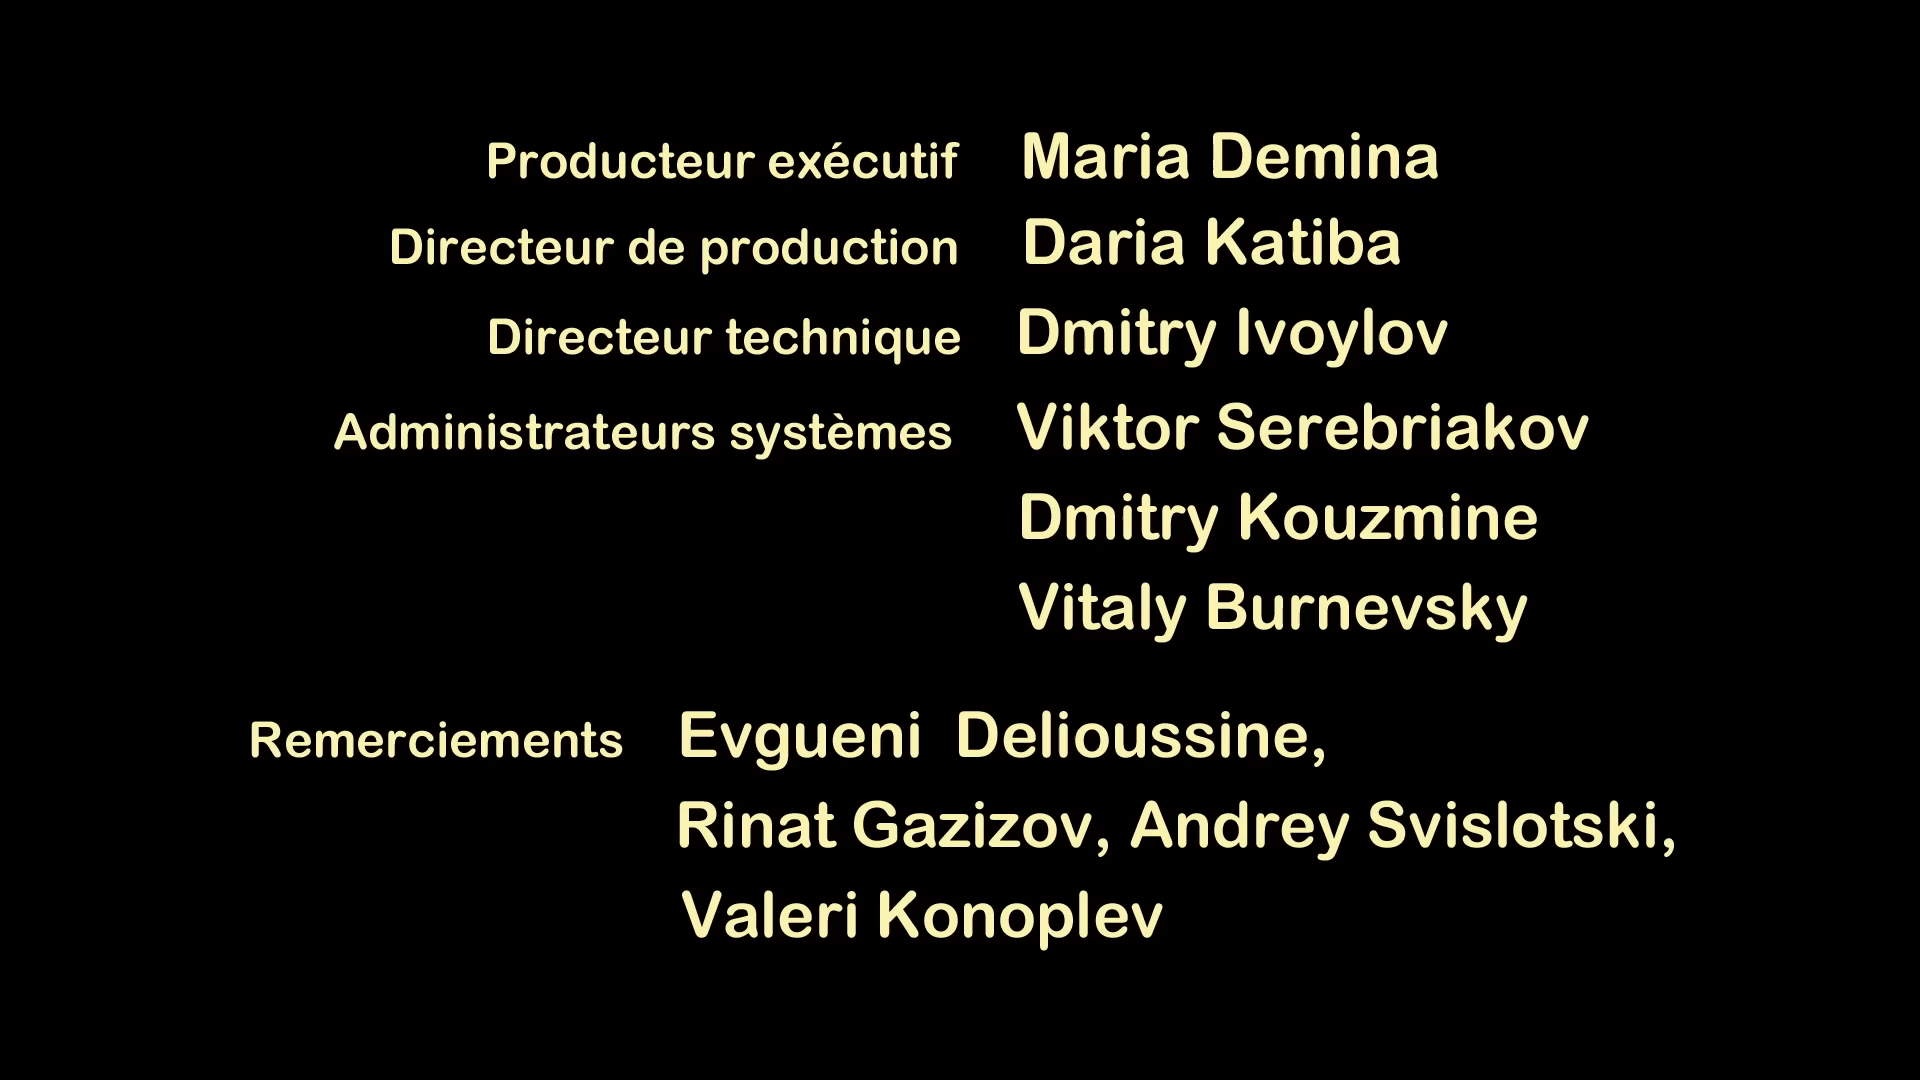 Producteur exécutif Maria Demina
Directeur de production Daria Katiba
Directeur technique Dmitry Ivoylov
Administrateurs systèmes Viktor Serebriakov
Dmitry Kouzmine
Vitaly Burnevsky
Remerciements Evgueni Delioussine,
Rinat Gazizov, Andrey Svislotski,
Valeri Konoplev